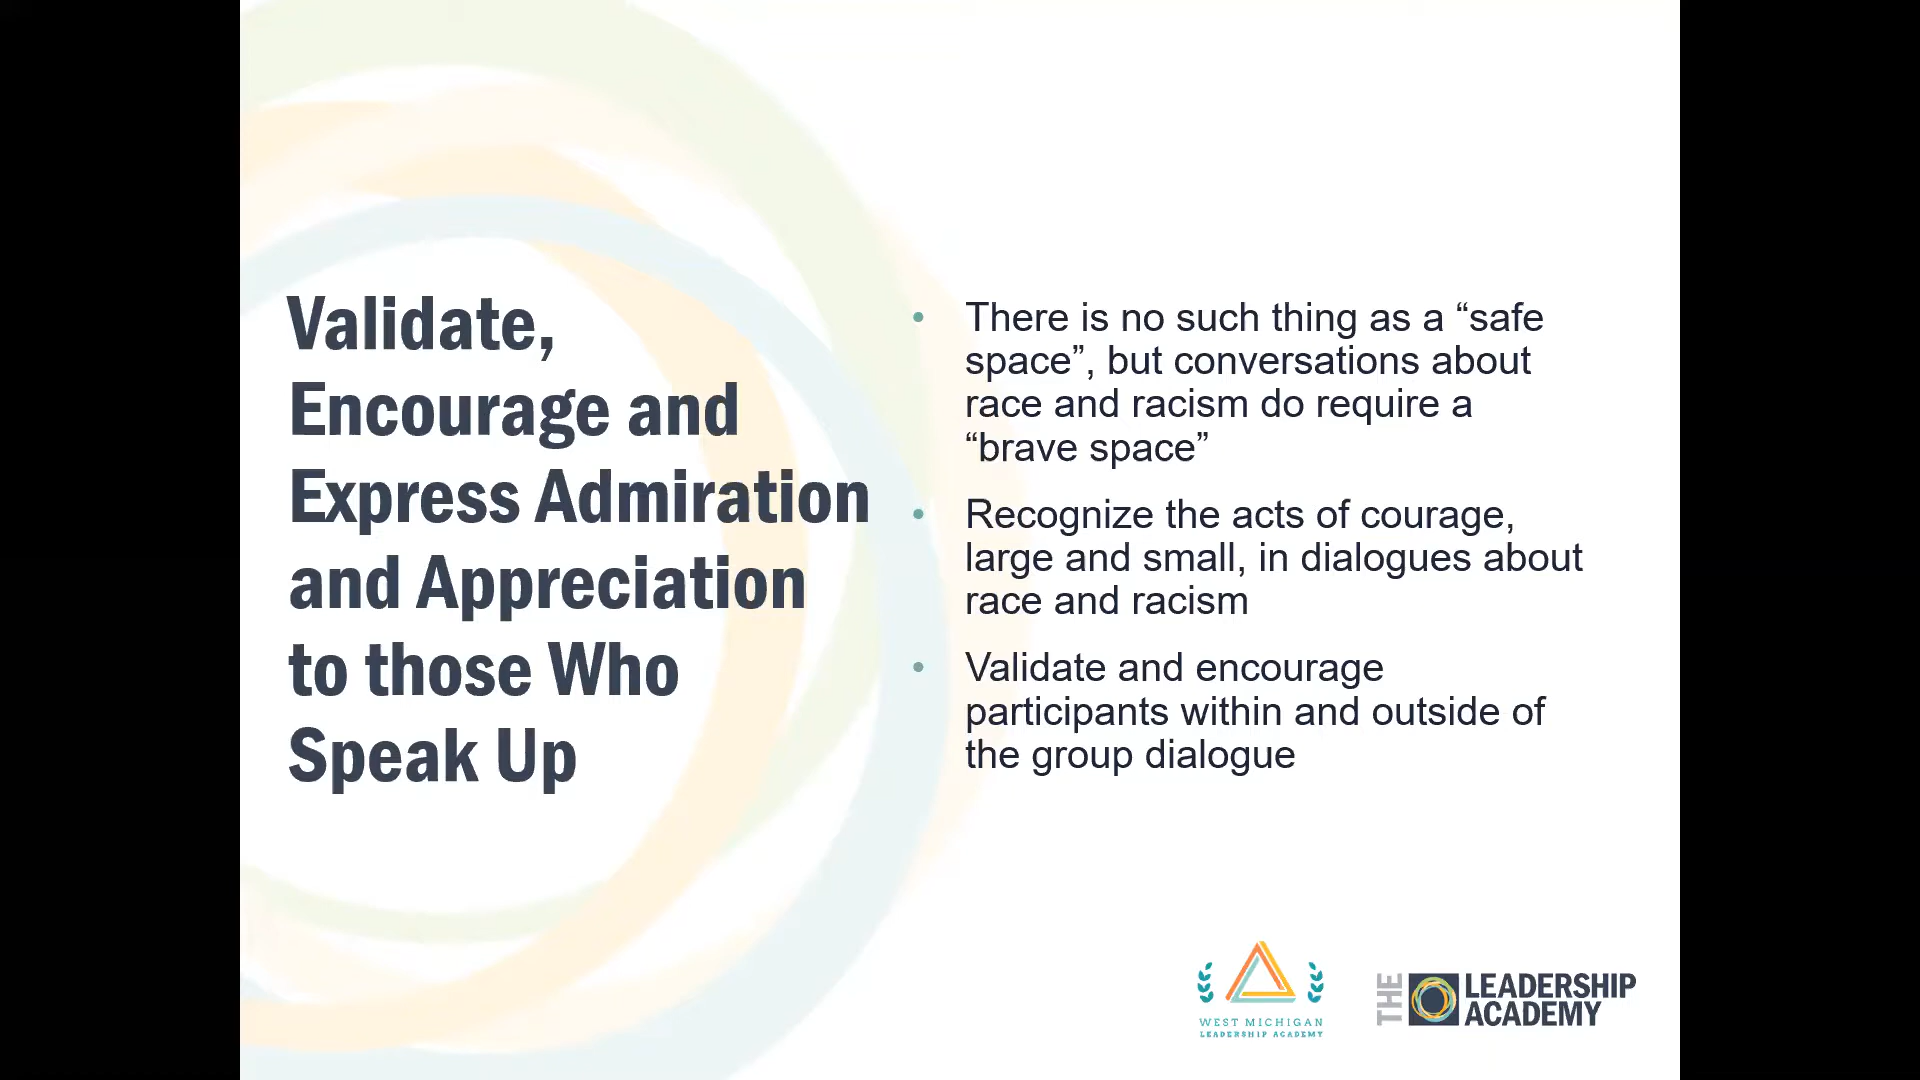 Validate,
Encourage and
Express Admiration
and Appreciation
to those Who
Speak Up
• There is no such thing as a “safe
space”, but conversations about
race and racism do require a
“brave space”
• Recognize the acts of courage,
large and small, in dialogues about
race and racism
• Validate and encourage
participants within and outside of
the group dialogue
WEST MICHIGAN
LEADERSHIP ACADEMY
THE
LEADERSHIP
ACADEMY